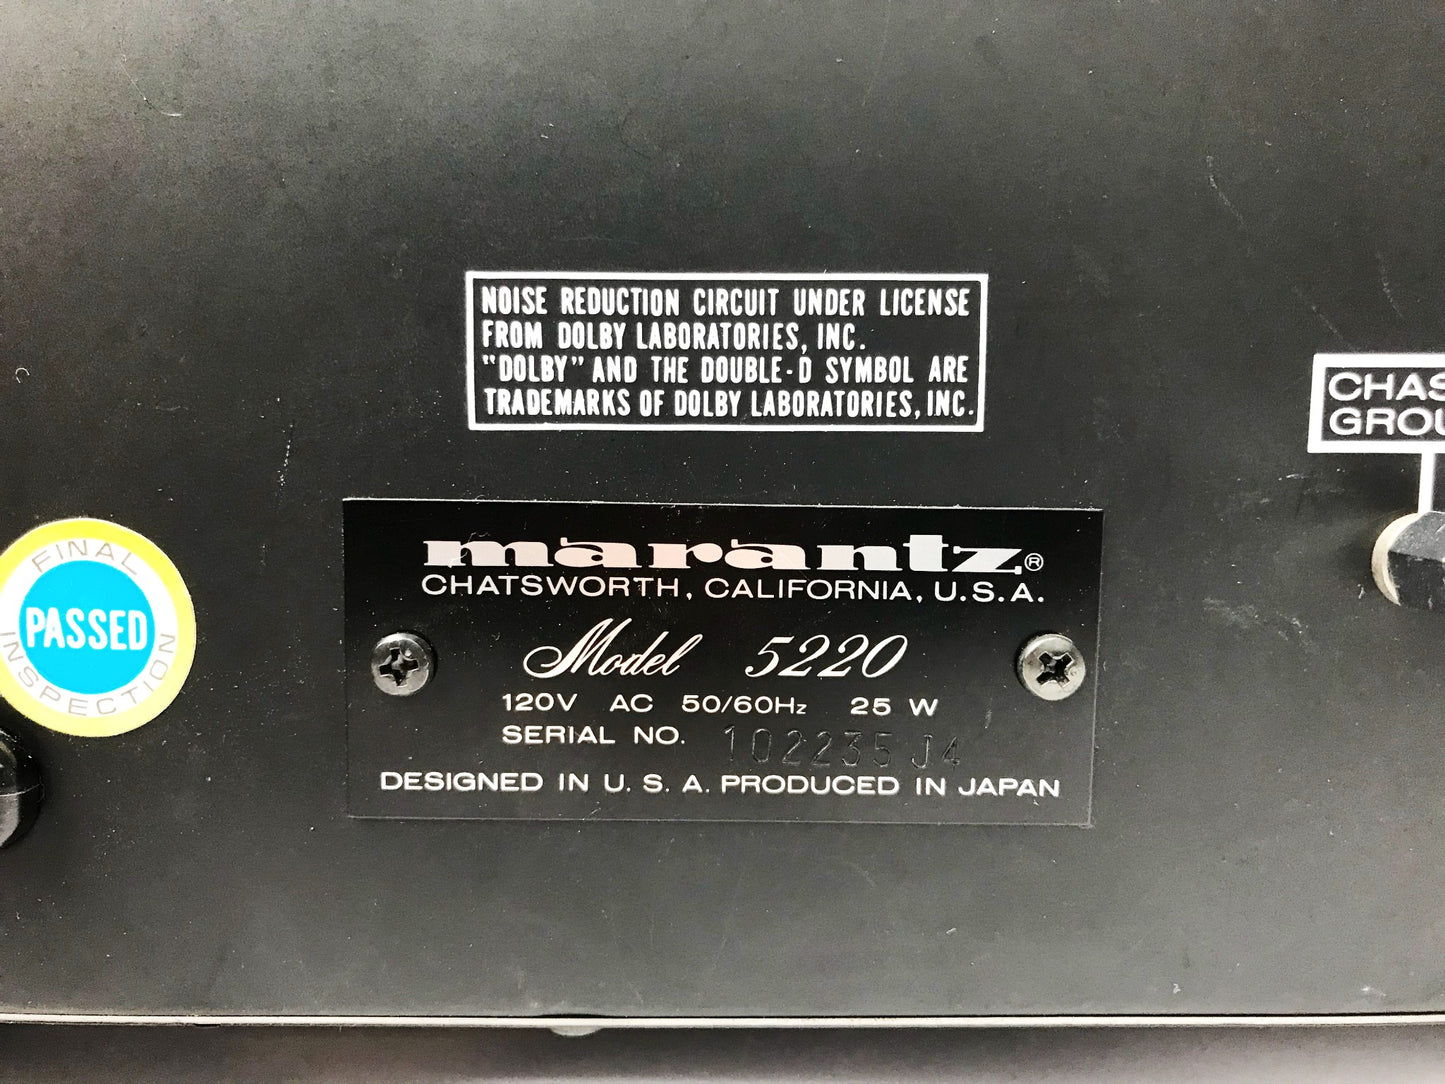 NOISE REDUCTION CIRCUIT UNDER LICENSE
FROM DOLBY LABORATORIES, INC.
"DOLBY" AND THE DOUBLE-D SYMBOL ARE
TRADEMARKS OF DOLBY LABORATORIES, INC.
CHAS
GROU
FINAL
PASSED
INSPECTION
marantz®
CHATSWORTH, CALIFORNIA, U.S.A.
Model 5220
120V AC 50/60Hz 25 W
SERIAL NO. 102235 J4
DESIGNED IN U. S. A. PRODUCED IN JAPAN